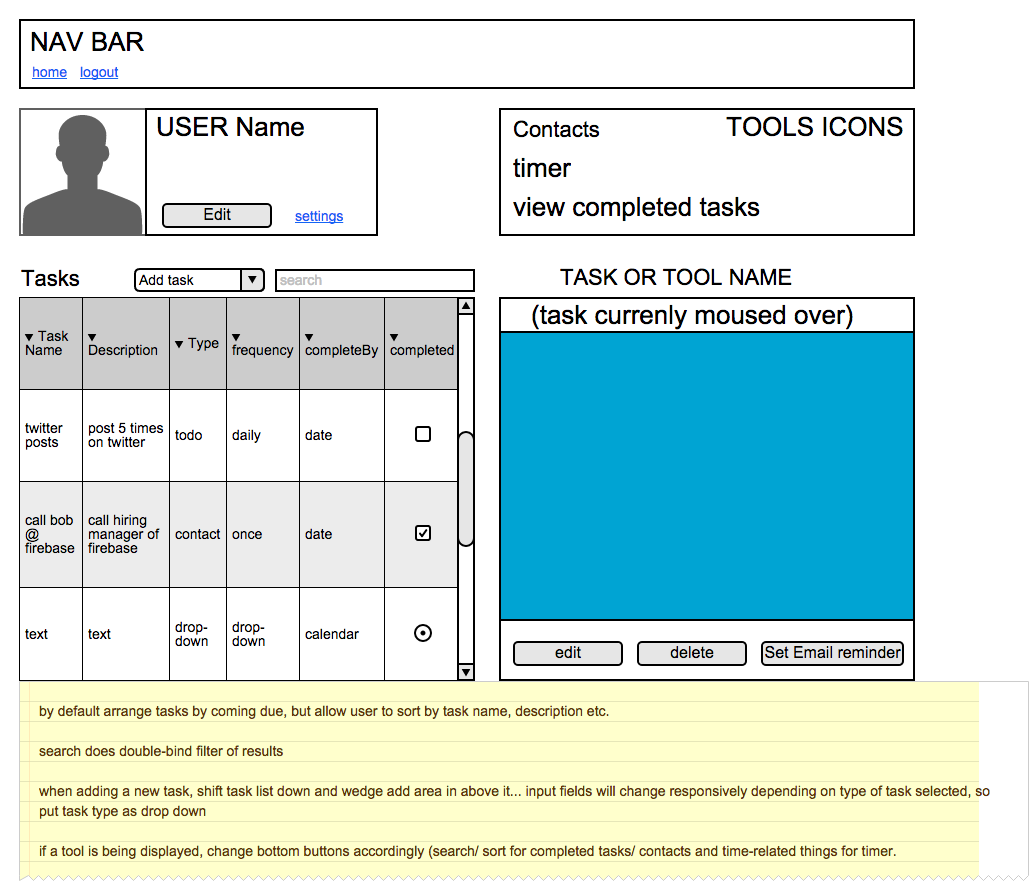 NAV BAR
home logout
USER Name
Edit settings
Contacts TOOLS ICONS
timer
view completed tasks
Tasks Add task search
▼ Task Name ▼ Description ▼ Type ▼ frequency ▼ completeBy ▼ completed
twitter posts post 5 times on twitter todo daily date
call bob @ firebase call hiring manager of firebase contact once date
text text drop-down drop-down calendar
TASK OR TOOL NAME
(task currenly moused over)
edit delete Set Email reminder
by default arrange tasks by coming due, but allow user to sort by task name, description etc.
search does double-bind filter of results
when adding a new task, shift task list down and wedge add area in above it... input fields will change responsively depending on type of task selected, so
put task type as drop down
if a tool is being displayed, change bottom buttons accordingly (search/ sort for completed tasks/ contacts and time-related things for timer.